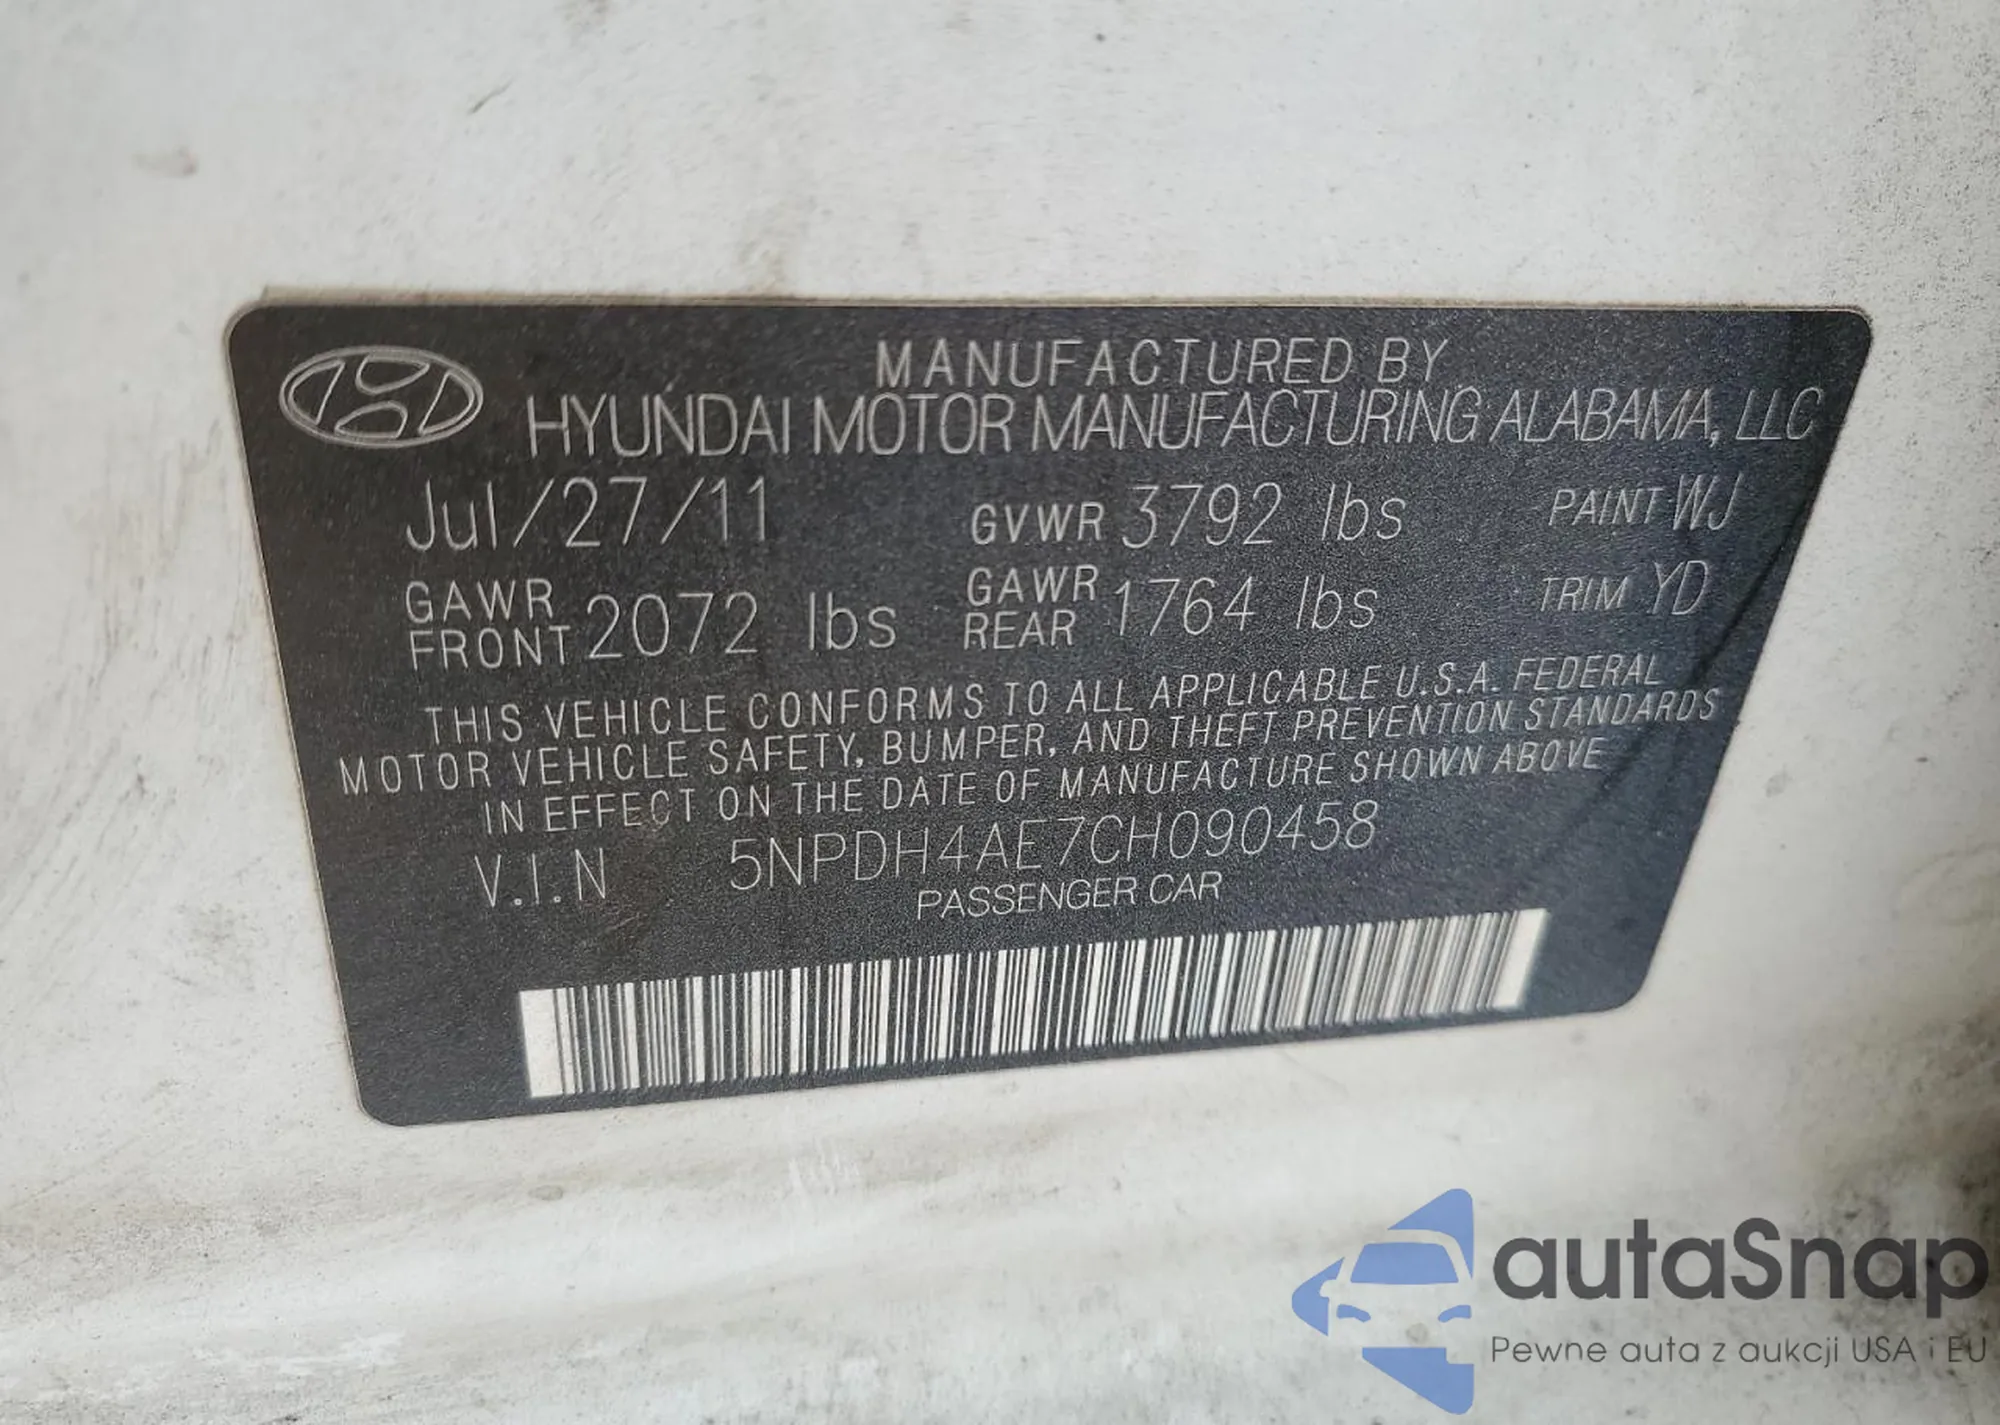 MANUFACTURED BY
HYUNDAI MOTOR MANUFACTURING ALABAMA, LLC
Jul/27/11 GVWR 3792 lbs PAINT WJ
GAWR FRONT 2072 lbs GAWR REAR 1764 lbs TRIM YD
THIS VEHICLE CONFORMS TO ALL APPLICABLE U.S.A. FEDERAL
MOTOR VEHICLE SAFETY, BUMPER, AND THEFT PREVENTION STANDARDS
IN EFFECT ON THE DATE OF MANUFACTURE SHOWN ABOVE
V.I.N 5NPDH4AE7CH090458
PASSENGER CAR
autaSnap
Pewne auta z aukcji USA i EU